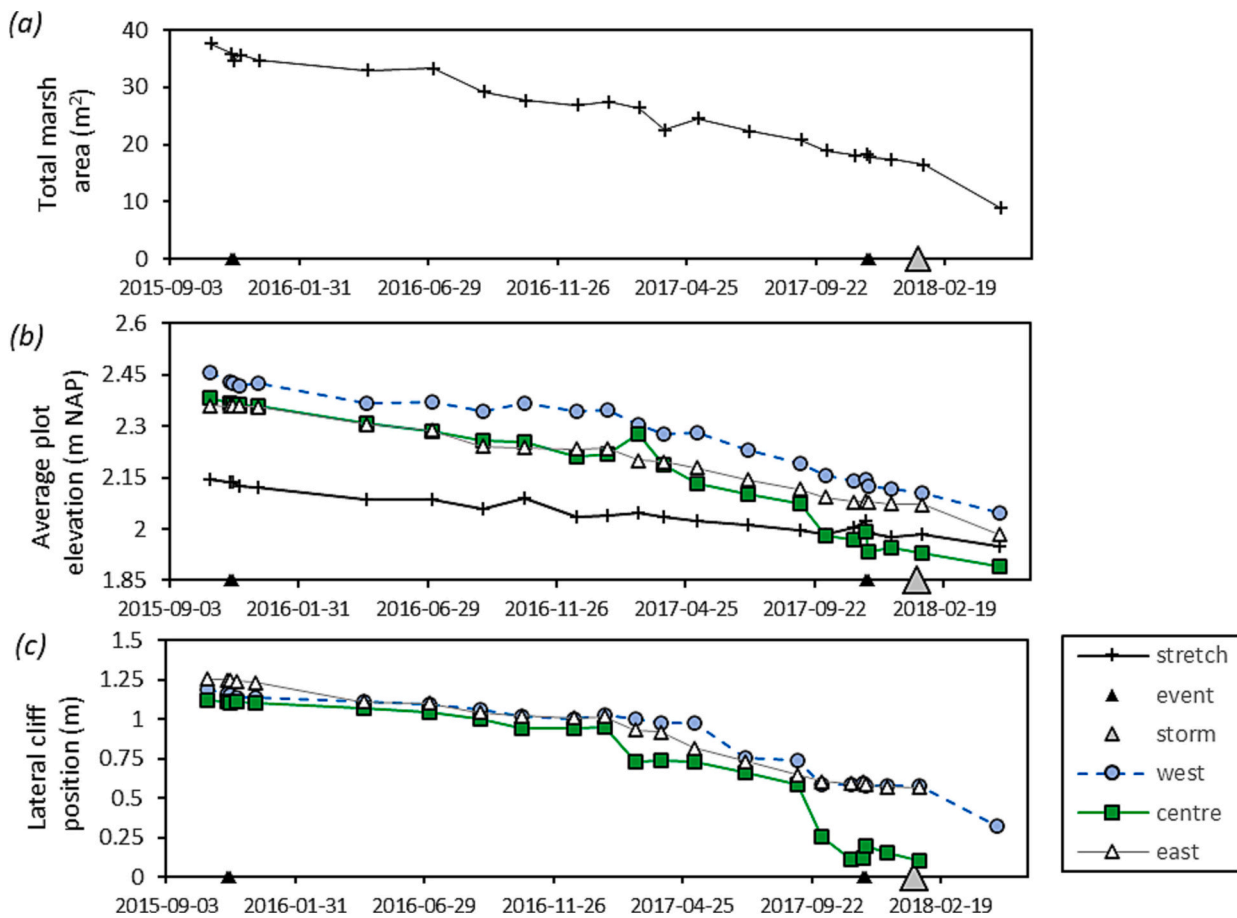 (a)
Total marsh
area (m²)
40
30
20
10
0
2015-09-03 2016-01-31 2016-06-29 2016-11-26 2017-04-25 2017-09-22 2018-02-19
(b)
Average plot
elevation (m NAP)
2.6
2.45
2.3
2.15
2
1.85
2015-09-03 2016-01-31 2016-06-29 2016-11-26 2017-04-25 2017-09-22 2018-02-19
(c)
Lateral cliff
position (m)
1.5
1.25
1
0.75
0.5
0.25
0
2015-09-03 2016-01-31 2016-06-29 2016-11-26 2017-04-25 2017-09-22 2018-02-19
stretch
event
storm
west
centre
east